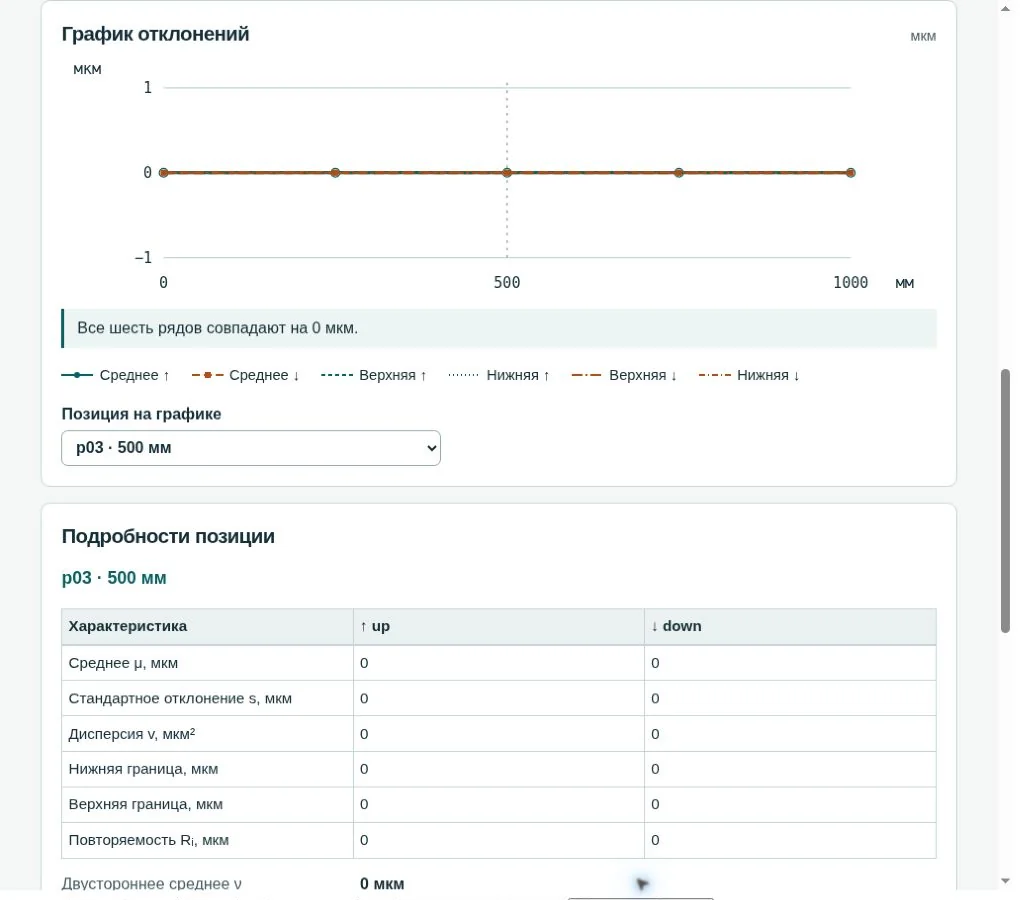 График отклонений
мкм
мкм
1
0
−1
0 500 1000 мм
Все шесть рядов совпадают на 0 мкм.
Среднее ↑ Среднее ↓ Верхняя ↑ Нижняя ↑ Верхняя ↓ Нижняя ↓
Позиция на графике
p03 · 500 мм
Подробности позиции
p03 · 500 мм
Характеристика ↑ up ↓ down
Среднее μ, мкм 0 0
Стандартное отклонение s, мкм 0 0
Дисперсия v, мкм² 0 0
Нижняя граница, мкм 0 0
Верхняя граница, мкм 0 0
Повторяемость Rᵢ, мкм 0 0
Двустороннее среднее ν 0 мкм